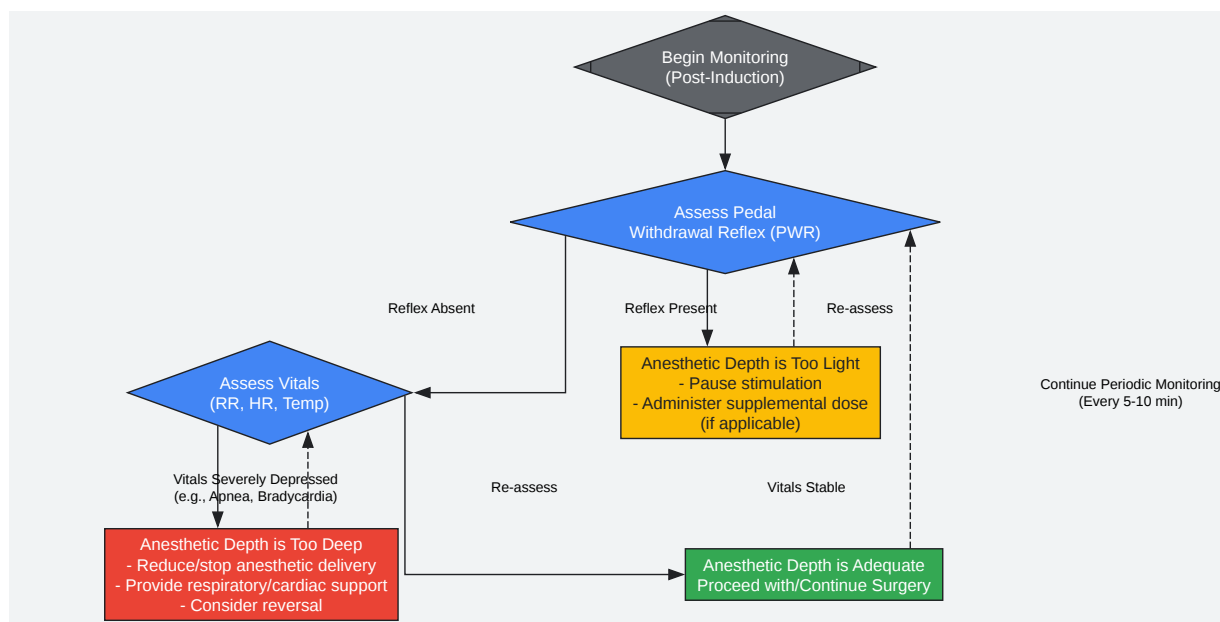 Begin Monitoring
(Post-Induction)
Assess Pedal
Withdrawal Reflex (PWR)
Reflex Absent
Reflex Present
Re-assess
Assess Vitals
(RR, HR, Temp)
Anesthetic Depth is Too Light
- Pause stimulation
- Administer supplemental dose
(if applicable)
Continue Periodic Monitoring
(Every 5-10 min)
Vitals Severely Depressed
(e.g., Apnea, Bradycardia)
Re-assess
Vitals Stable
Anesthetic Depth is Too Deep
- Reduce/stop anesthetic delivery
- Provide respiratory/cardiac support
- Consider reversal
Anesthetic Depth is Adequate
Proceed with/Continue Surgery